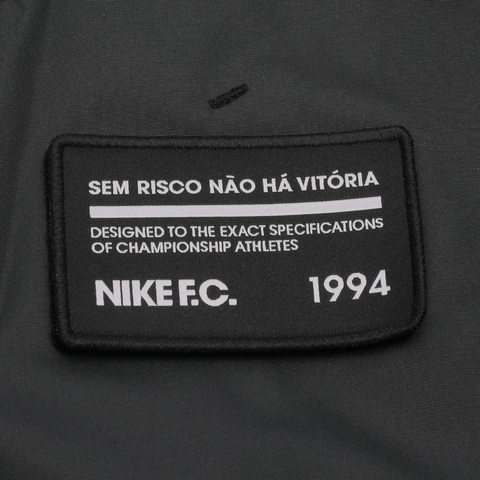 SEM RISCO NÃO HÁ VITÓRIA
DESIGNED TO THE EXACT SPECIFICATIONS
OF CHAMPIONSHIP ATHLETES
NIKE F.C. 1994